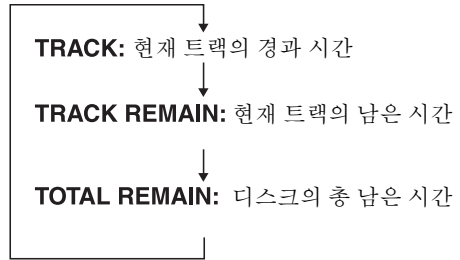 TRACK: 현재 트랙의 경과 시간
TRACK REMAIN: 현재 트랙의 남은 시간
TOTAL REMAIN: 디스크의 총 남은 시간